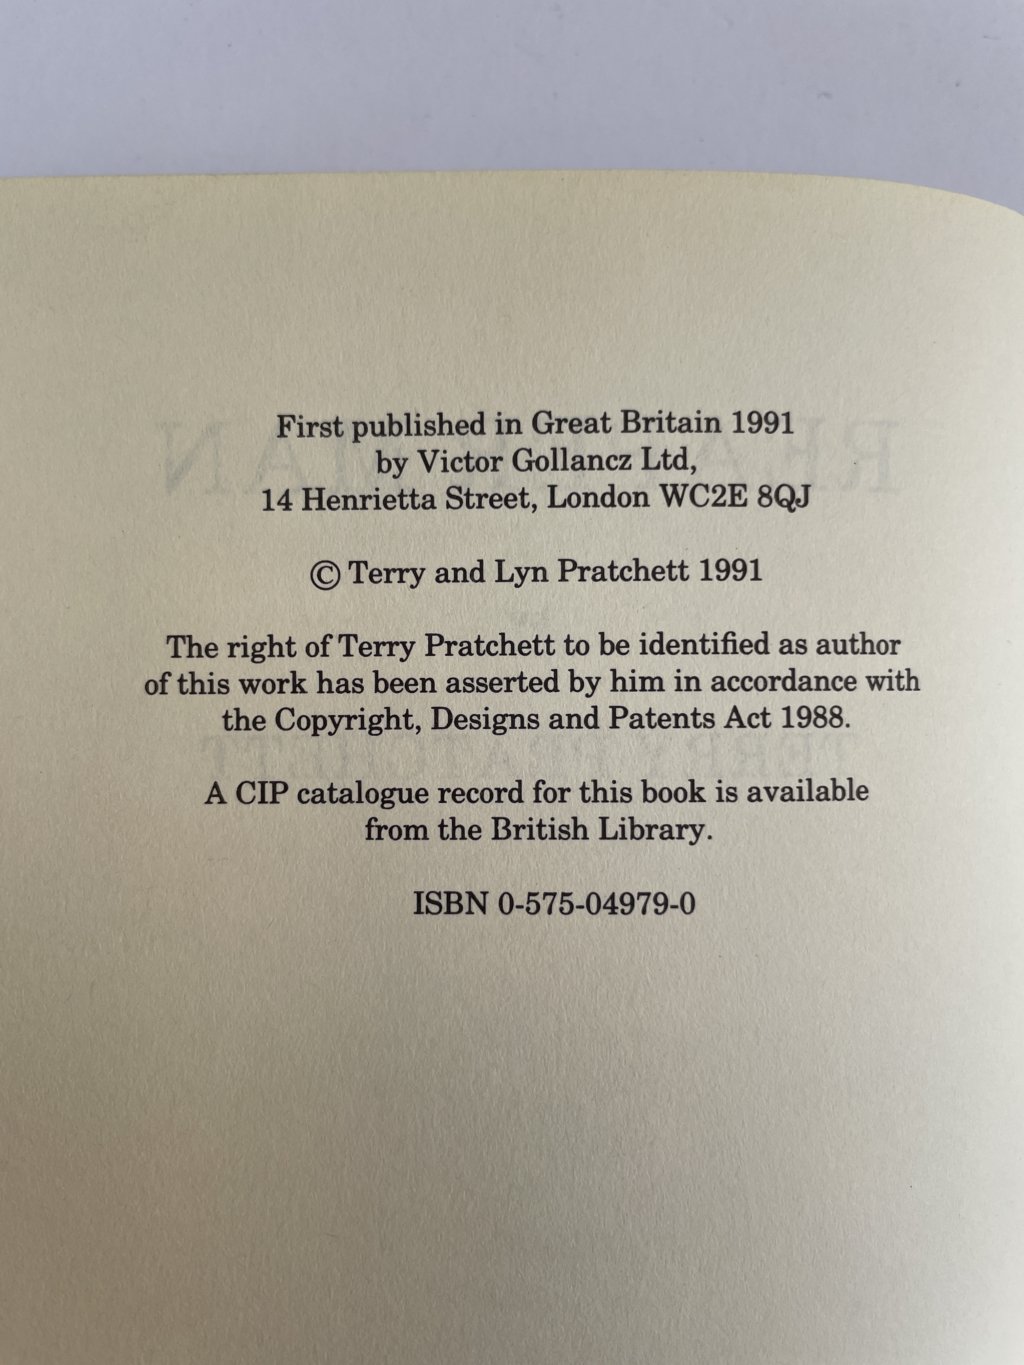 First published in Great Britain 1991
by Victor Gollancz Ltd,
14 Henrietta Street, London WC2E 8QJ
© Terry and Lyn Pratchett 1991
The right of Terry Pratchett to be identified as author
of this work has been asserted by him in accordance with
the Copyright, Designs and Patents Act 1988.
A CIP catalogue record for this book is available
from the British Library.
ISBN 0-575-04979-0